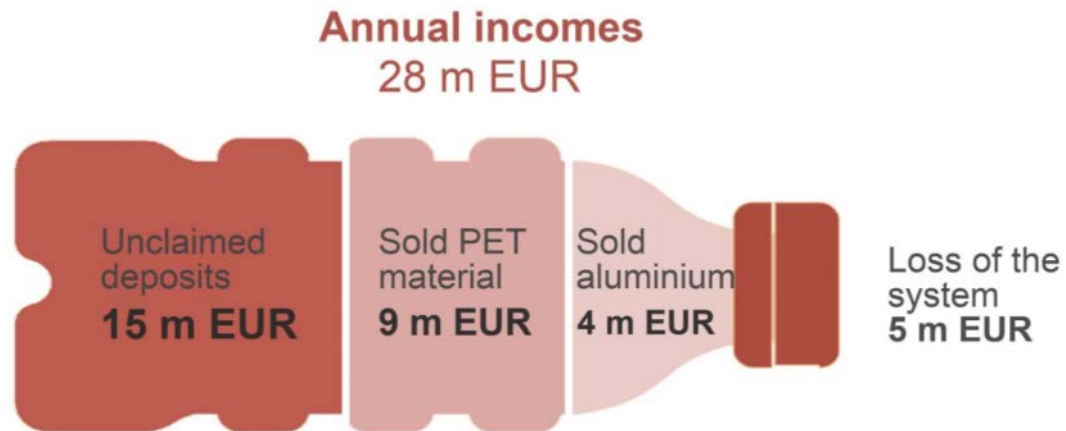 Annual incomes
28 m EUR
Unclaimed
deposits
15 m EUR
Sold PET
material
9 m EUR
Sold
aluminium
4 m EUR
Loss of the
system
5 m EUR